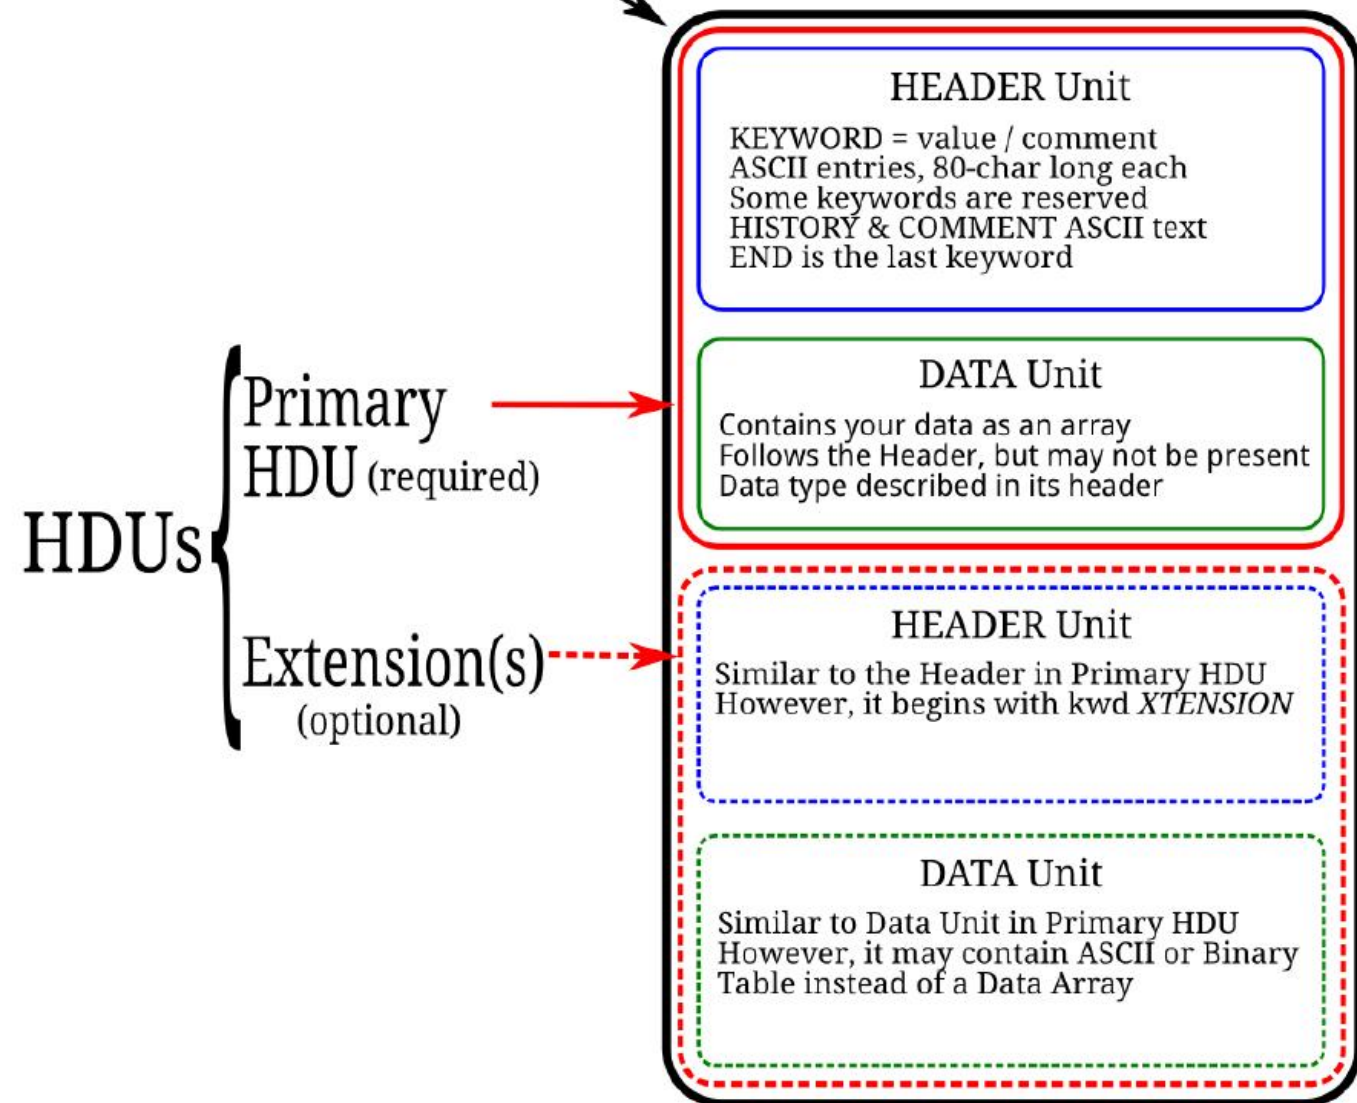 HEADER Unit
KEYWORD = value / comment
ASCII entries, 80-char long each
Some keywords are reserved
HISTORY & COMMENT ASCII text
END is the last keyword
DATA Unit
Contains your data as an array
Follows the Header, but may not be present
Data type described in its header
HDUs
Primary
HDU (required)
Extension(s)
(optional)
HEADER Unit
Similar to the Header in Primary HDU
However, it begins with kwd XTENSION
DATA Unit
Similar to Data Unit in Primary HDU
However, it may contain ASCII or Binary
Table instead of a Data Array